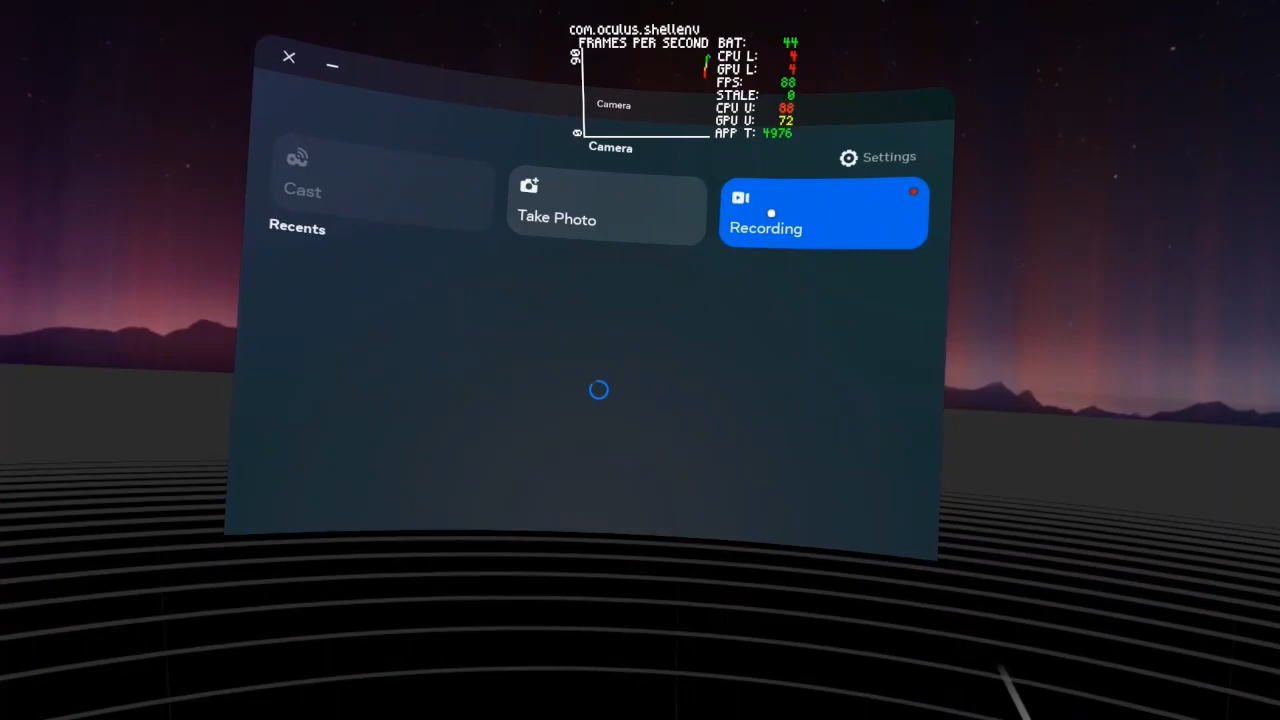 com.oculus.shellenv
FRAMES PER SECOND
90
0
BAT: 44
CPU L: 4
GPU L: 4
FPS: 88
STALE: 0
CPU U: 88
GPU U: 72
APP T: 4976
Camera
Camera
Settings
Cast
Take Photo
Recording
Recents